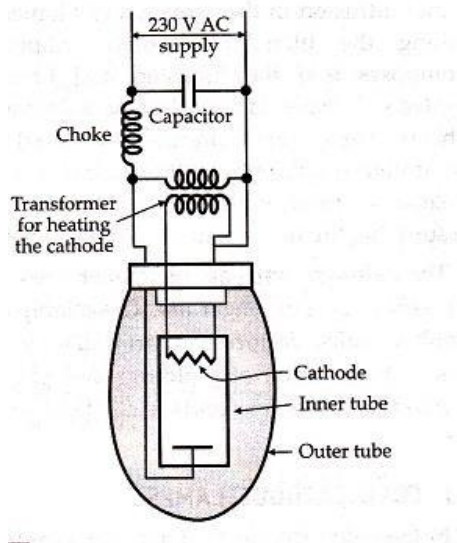 230 V AC
supply
Capacitor
Choke
Transformer
for heating
the cathode
Cathode
Inner tube
Outer tube